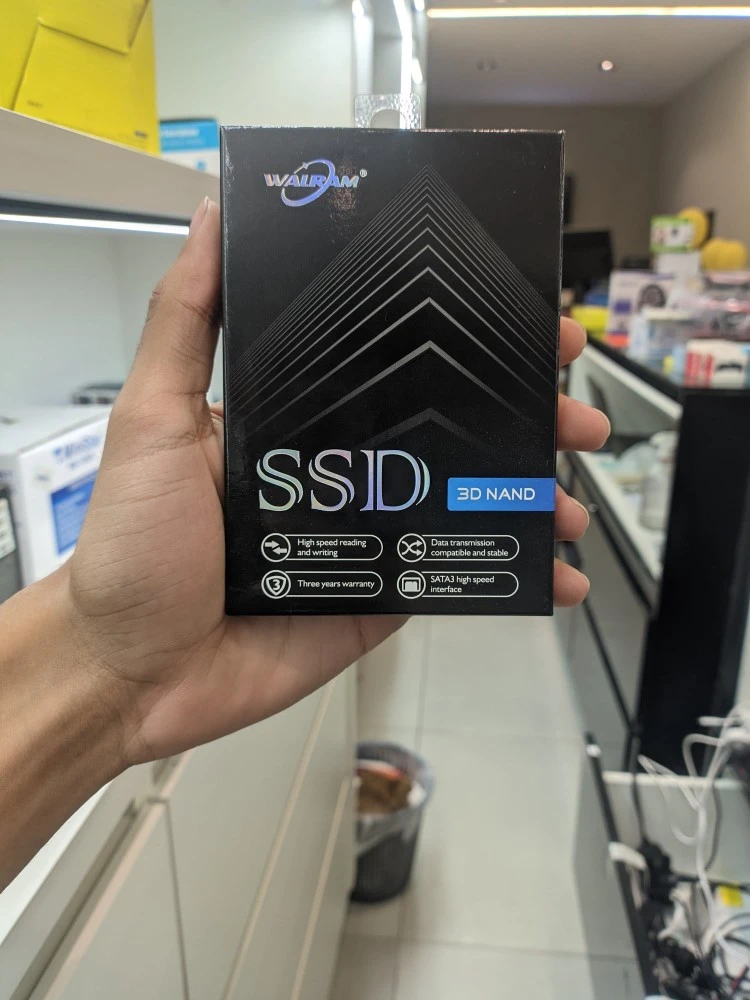 WALRAM®
SSD
3D NAND
High speed reading
and writing
Data transmission
compatible and stable
3
Three years warranty
SATA3 high speed
interface